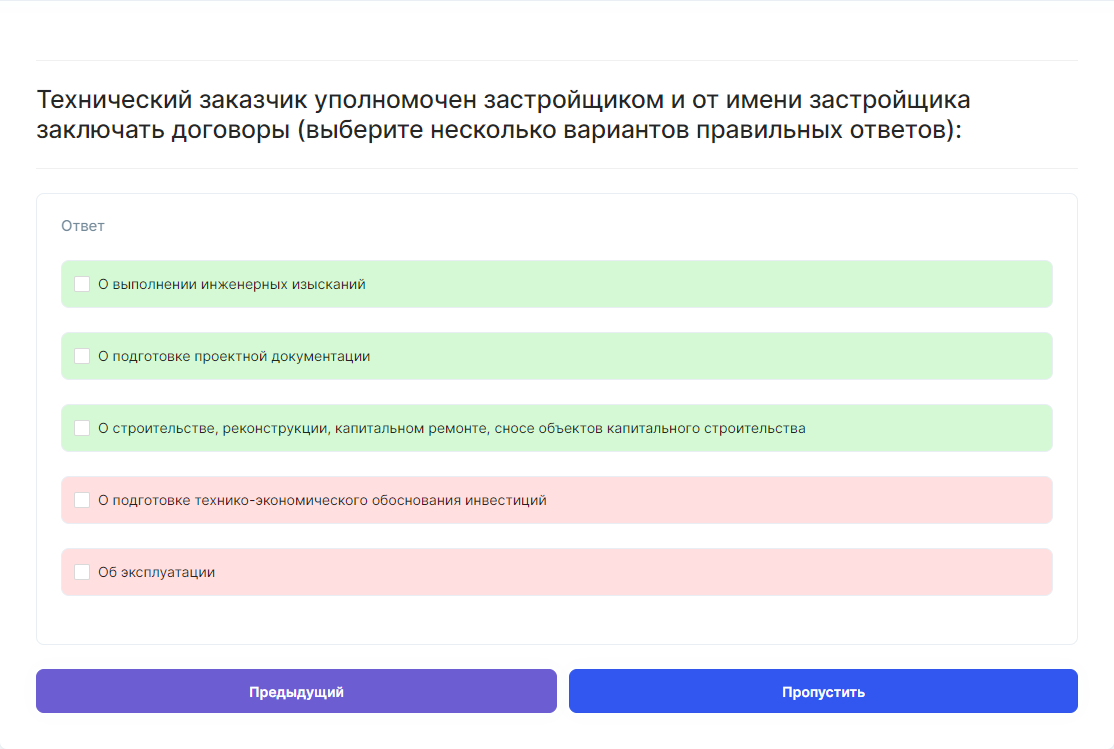 Технический заказчик уполномочен застройщиком и от имени застройщика
заключать договоры (выберите несколько вариантов правильных ответов):
Ответ
О выполнении инженерных изысканий
О подготовке проектной документации
О строительстве, реконструкции, капитальном ремонте, сносе объектов капитального строительства
О подготовке технико-экономического обоснования инвестиций
Об эксплуатации
Предыдущий
Пропустить